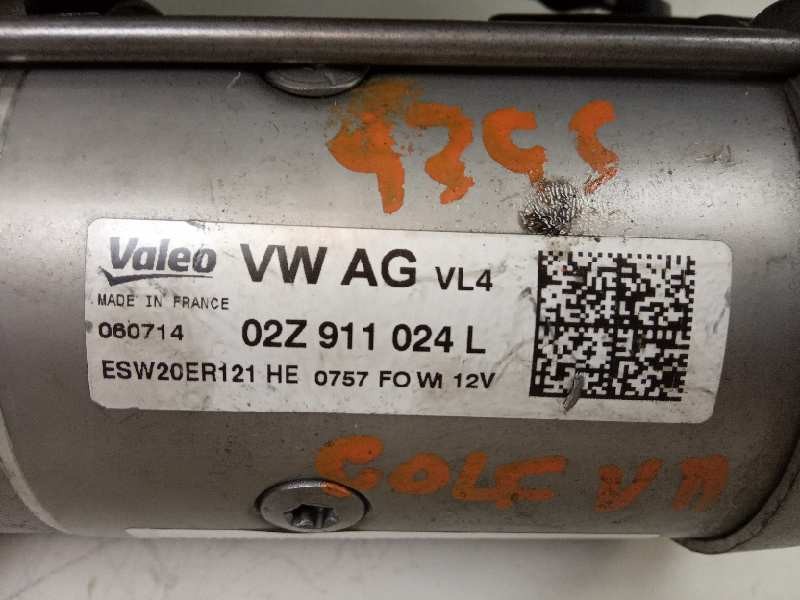 Valeo VW AG VL4
MADE IN FRANCE
060714 02Z 911 024 L
ESW20ER121 HE 0757 FO WI 12V
GOLF VII